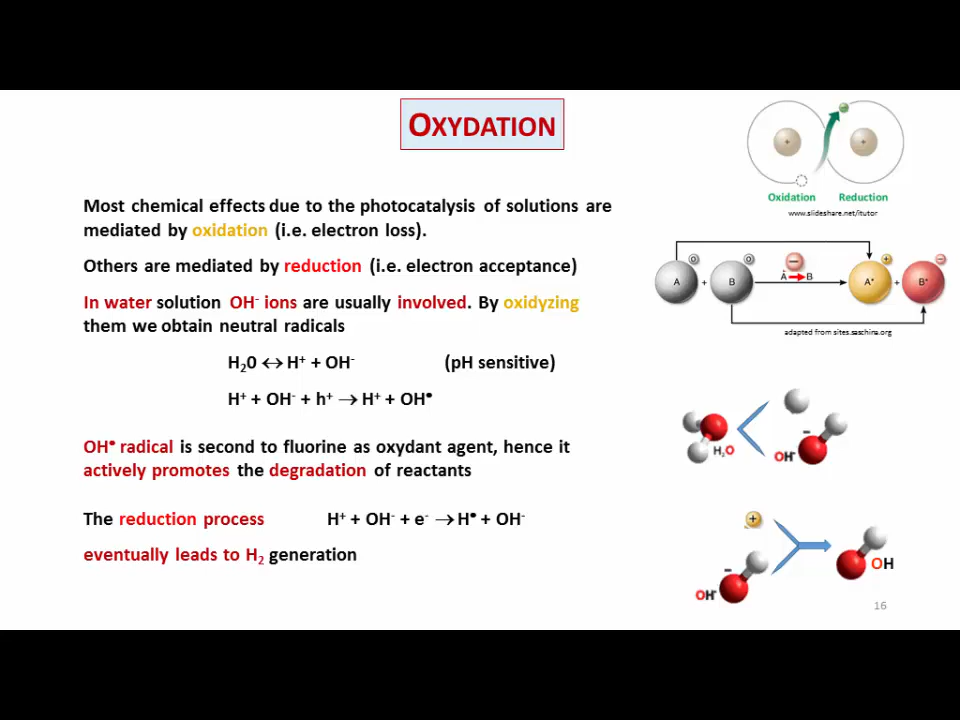 OXYDATION
Oxidation Reduction
www.slideshare.net/itutor
Most chemical effects due to the photocatalysis of solutions are
mediated by oxidation (i.e. electron loss).
Others are mediated by reduction (i.e. electron acceptance)
A + B A B A⁺ + B⁻
adapted from sites.saschina.org
In water solution OH⁻ ions are usually involved. By oxidyzing
them we obtain neutral radicals
H₂0 ↔ H⁺ + OH⁻ (pH sensitive)
H⁺ + OH⁻ + h⁺ → H⁺ + OH•
H₂O
OH⁻
OH• radical is second to fluorine as oxydant agent, hence it
actively promotes the degradation of reactants
The reduction process H⁺ + OH⁻ + e⁻ → H• + OH⁻
eventually leads to H₂ generation
OH
OH⁻
16